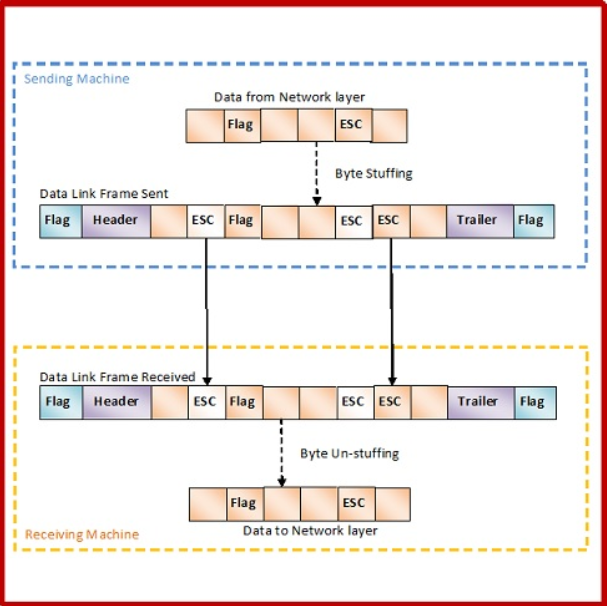 Sending Machine
Data from Network layer
Flag ESC
Byte Stuffing
Data Link Frame Sent
Flag Header ESC Flag ESC ESC Trailer Flag
Data Link Frame Received
Flag Header ESC Flag ESC ESC Trailer Flag
Byte Un-stuffing
Flag ESC
Data to Network layer
Receiving Machine